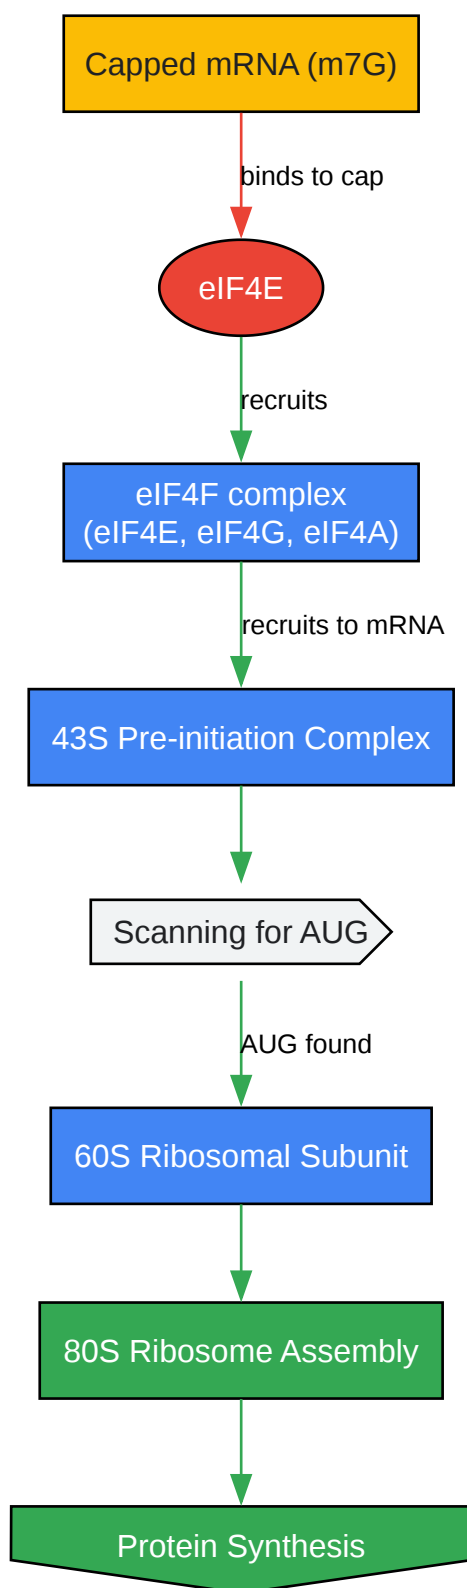 Capped mRNA (m7G)
binds to cap
eIF4E
recruits
eIF4F complex
(eIF4E, eIF4G, eIF4A)
recruits to mRNA
43S Pre-initiation Complex
Scanning for AUG
AUG found
60S Ribosomal Subunit
80S Ribosome Assembly
Protein Synthesis